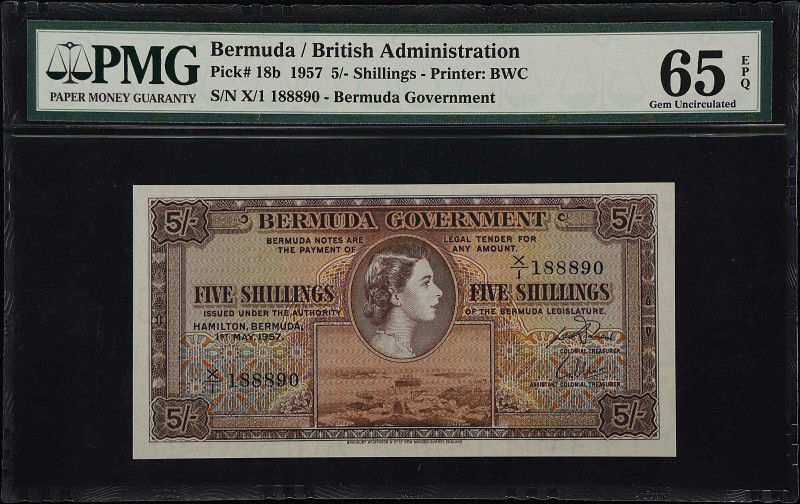 PMG
PAPER MONEY GUARANTY
Bermuda / British Administration
Pick# 18b 1957 5/- Shillings - Printer: BWC
S/N X/1 188890 - Bermuda Government
65 EPQ
Gem Uncirculated
5/- BERMUDA GOVERNMENT 5/-
BERMUDA NOTES ARE LEGAL TENDER FOR
THE PAYMENT OF ANY AMOUNT.
X/1 188890
FIVE SHILLINGS FIVE SHILLINGS
ISSUED UNDER THE AUTHORITY OF THE BERMUDA LEGISLATURE.
HAMILTON, BERMUDA,
1ST MAY, 1957.
COLONIAL TREASURER
X/1 188890
ASSISTANT COLONIAL TREASURER
5/- 5/-